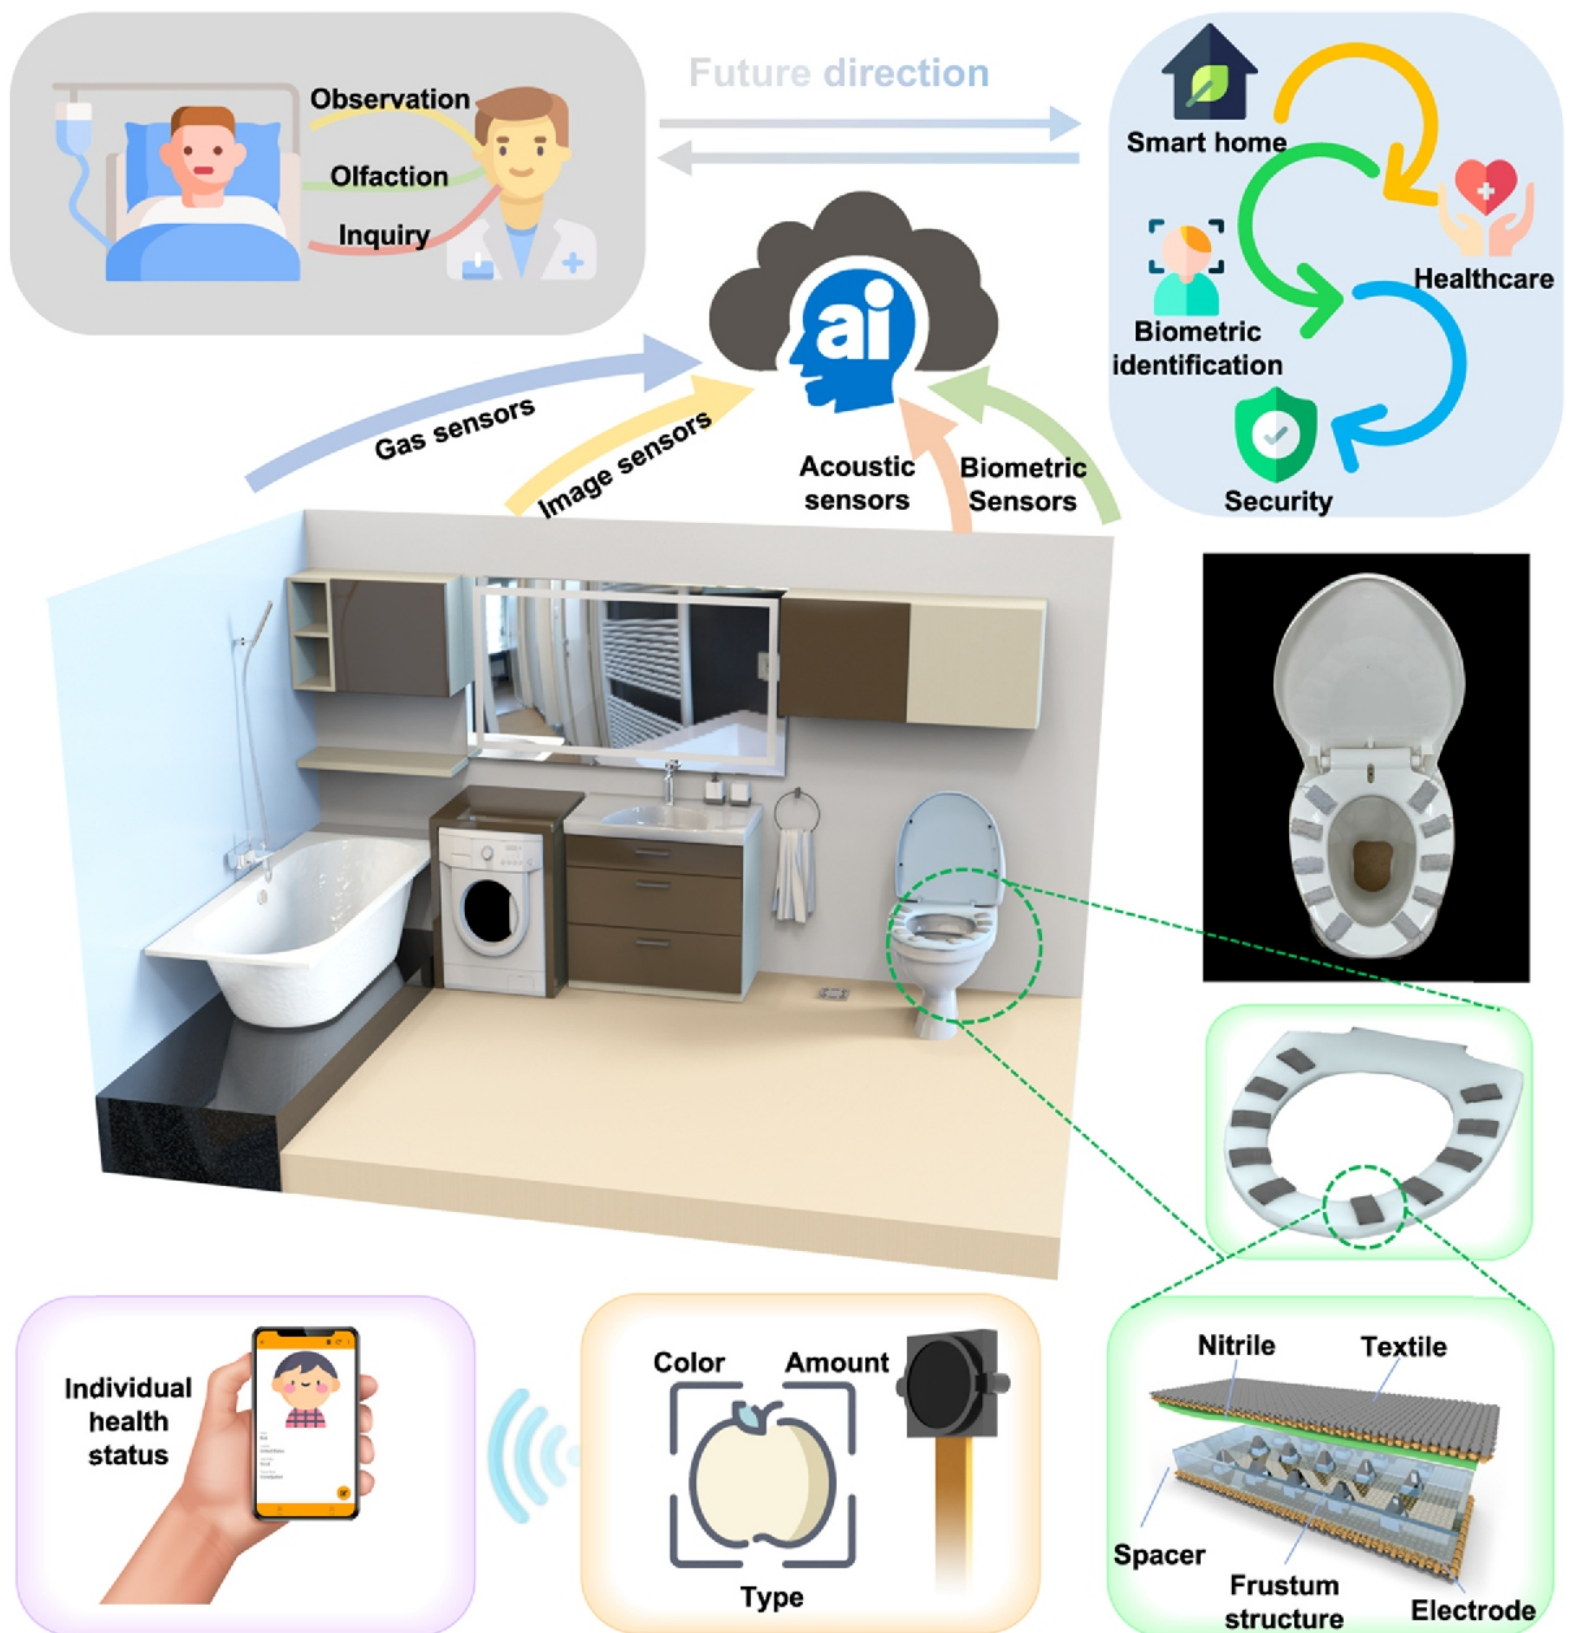 Future direction
Observation
Olfaction
Inquiry
Smart home
Healthcare
Biometric
identification
Security
ai
Gas sensors
Image sensors
Acoustic
sensors
Biometric
Sensors
Individual
health
status
Color
Amount
Type
Nitrile
Textile
Spacer
Frustum
structure
Electrode